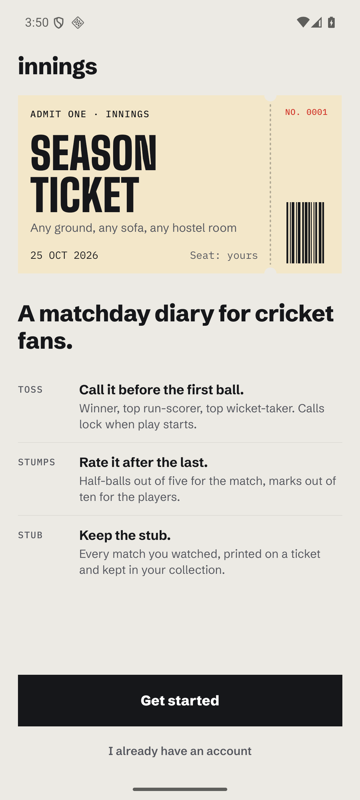 3:50
innings
ADMIT ONE · INNINGS
NO. 0001
SEASON
TICKET
Any ground, any sofa, any hostel room
25 OCT 2026
Seat: yours
A matchday diary for cricket
fans.
TOSS
Call it before the first ball.
Winner, top run-scorer, top wicket-taker. Calls
lock when play starts.
STUMPS
Rate it after the last.
Half-balls out of five for the match, marks out of
ten for the players.
STUB
Keep the stub.
Every match you watched, printed on a ticket
and kept in your collection.
Get started
I already have an account